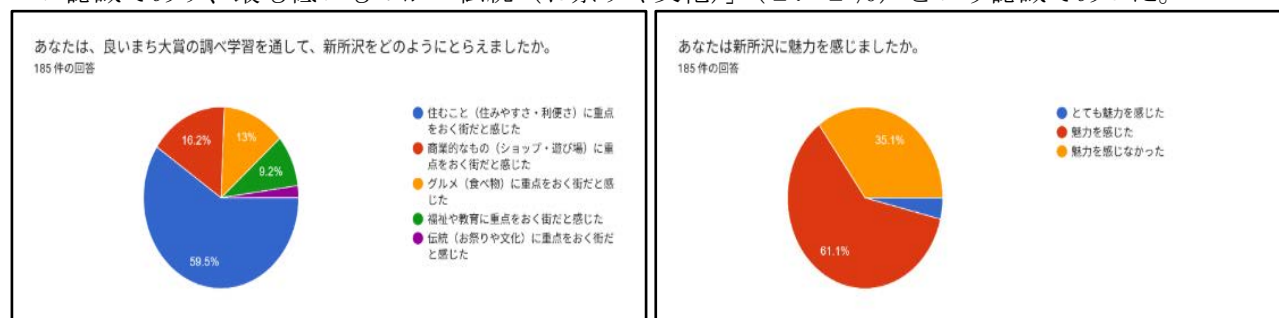 あなたは、良いまち大賞の調べ学習を通して、新所沢をどのようにとらえましたか。
185 件の回答
16.2%
13%
9.2%
59.5%
住むこと（住みやすさ・利便さ）に重点
をおく街だと感じた
商業的なもの（ショップ・遊び場）に重
点をおく街だと感じた
グルメ（食べ物）に重点をおく街だと感
じた
福祉や教育に重点をおく街だと感じた
伝統（お祭りや文化）に重点をおく街だ
と感じた
あなたは新所沢に魅力を感じましたか。
185 件の回答
35.1%
61.1%
とても魅力を感じた
魅力を感じた
魅力を感じなかった